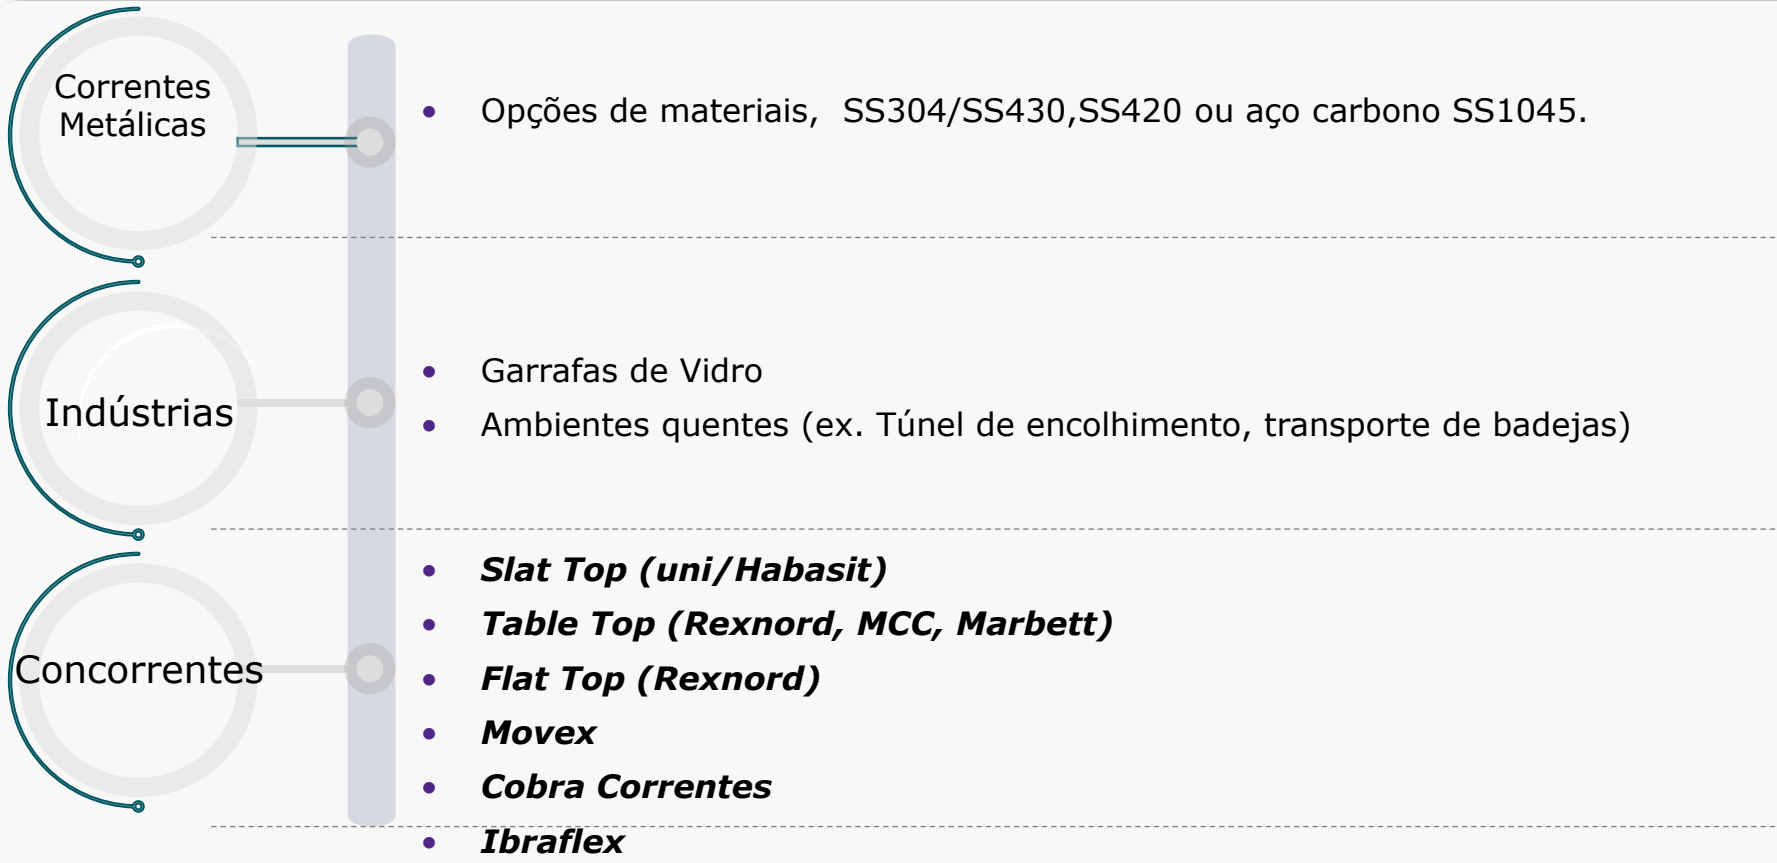 Correntes
Metálicas
• Opções de materiais, SS304/SS430,SS420 ou aço carbono SS1045.
Indústrias
• Garrafas de Vidro
• Ambientes quentes (ex. Túnel de encolhimento, transporte de badejas)
Concorrentes
• Slat Top (uni/Habasit)
• Table Top (Rexnord, MCC, Marbett)
• Flat Top (Rexnord)
• Movex
• Cobra Correntes
• Ibraflex